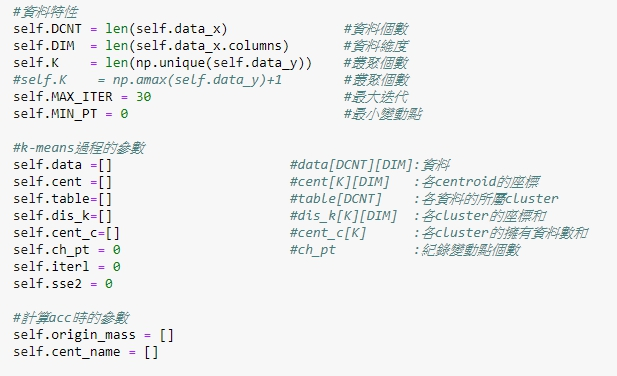 #資料特性
self.DCNT = len(self.data_x) #資料個數
self.DIM = len(self.data_x.columns) #資料維度
self.K = len(np.unique(self.data_y)) #叢聚個數
#self.K = np.amax(self.data_y)+1 #叢聚個數
self.MAX_ITER = 30 #最大迭代
self.MIN_PT = 0 #最小變動點
#k-means過程的參數
self.data =[] #data[DCNT][DIM]:資料
self.cent =[] #cent[K][DIM] :各centroid的座標
self.table=[] #table[DCNT] :各資料的所屬cluster
self.dis_k=[] #dis_k[K][DIM] :各cluster的座標和
self.cent_c=[] #cent_c[K] :各cluster的擁有資料數和
self.ch_pt = 0 #ch_pt :紀錄變動點個數
self.iterl = 0
self.sse2 = 0
#計算acc時的參數
self.origin_mass = []
self.cent_name = []